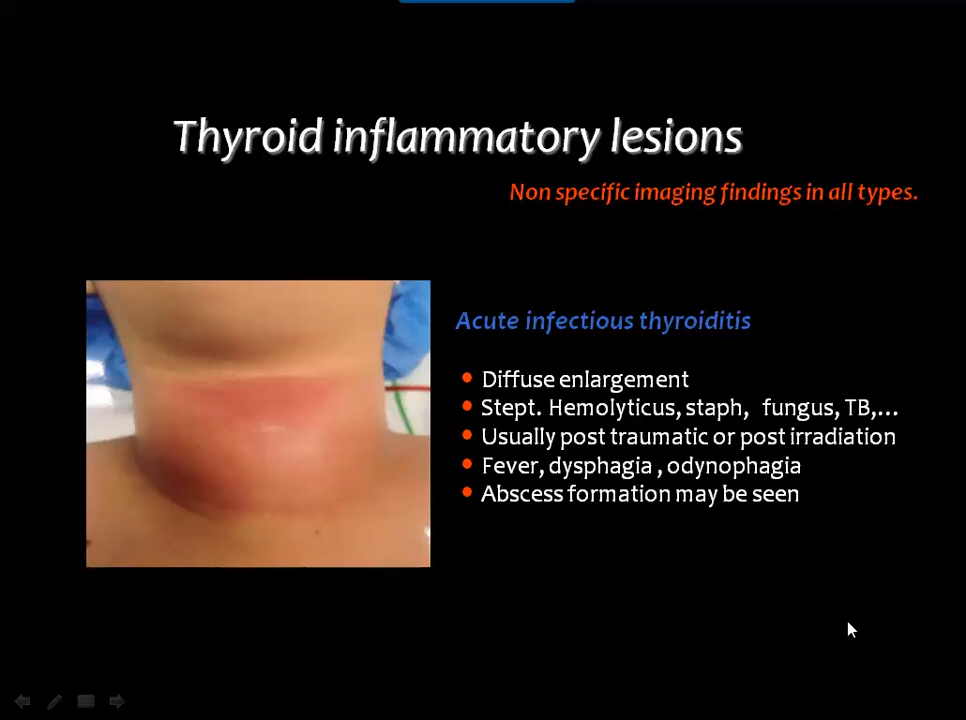 Thyroid inflammatory lesions
Non specific imaging findings in all types.
Acute infectious thyroiditis
• Diffuse enlargement
• Stept. Hemolyticus, staph, fungus, TB,...
• Usually post traumatic or post irradiation
• Fever, dysphagia , odynophagia
• Abscess formation may be seen